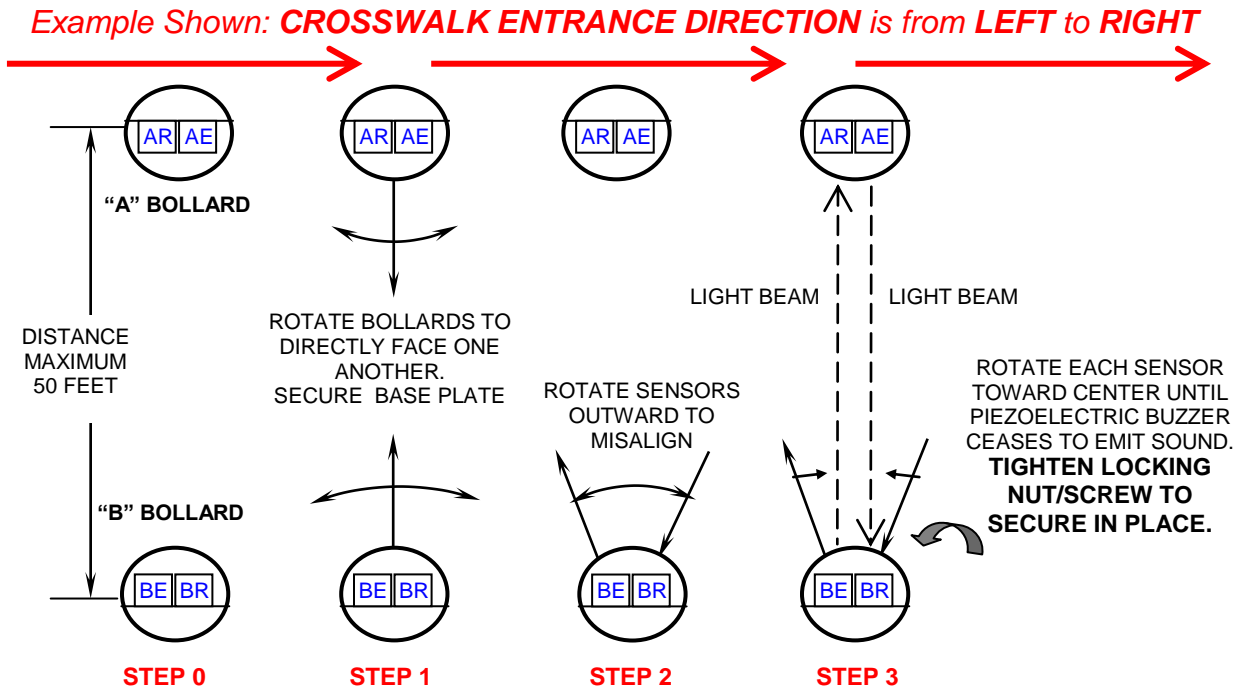 Example Shown: CROSSWALK ENTRANCE DIRECTION is from LEFT to RIGHT
AR AE
AR AE
AR AE
AR AE
“A” BOLLARD
DISTANCE
MAXIMUM
50 FEET
“B” BOLLARD
ROTATE BOLLARDS TO
DIRECTLY FACE ONE
ANOTHER.
SECURE BASE PLATE
ROTATE SENSORS
OUTWARD TO
MISALIGN
LIGHT BEAM
LIGHT BEAM
ROTATE EACH SENSOR
TOWARD CENTER UNTIL
PIEZOELECTRIC BUZZER
CEASES TO EMIT SOUND.
TIGHTEN LOCKING
NUT/SCREW TO
SECURE IN PLACE.
BE BR
BE BR
BE BR
BE BR
STEP 0
STEP 1
STEP 2
STEP 3